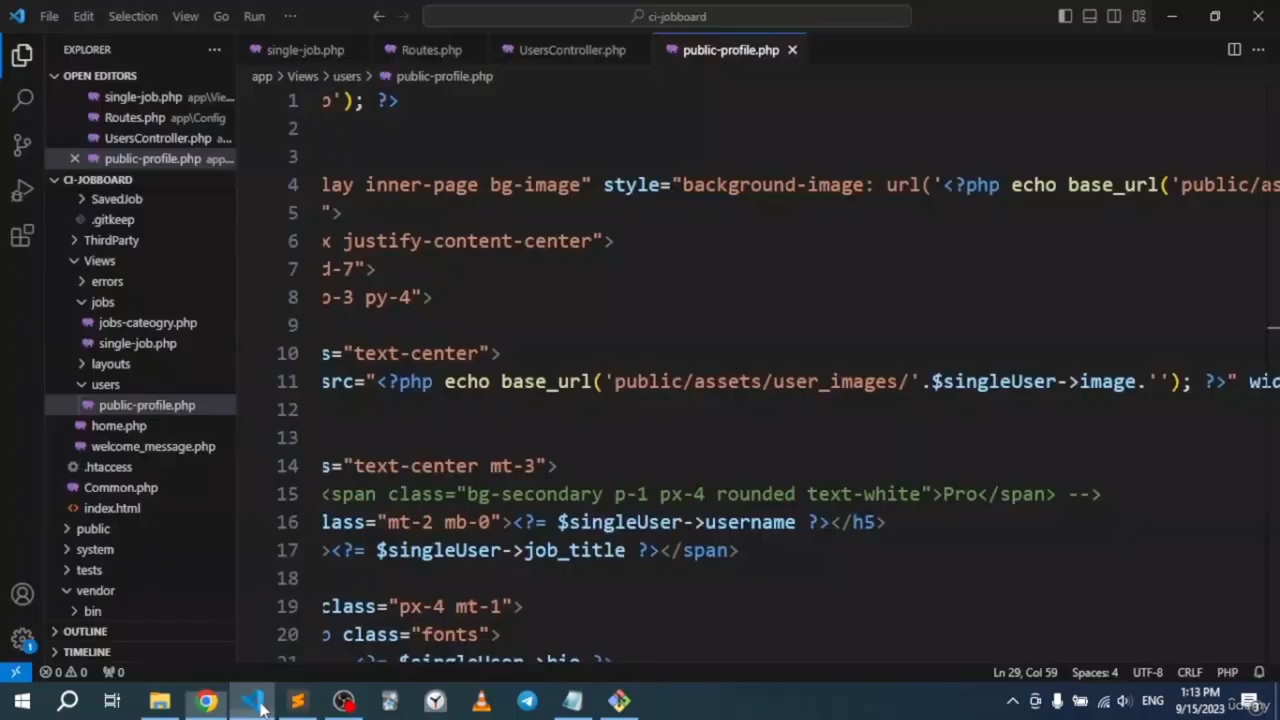 File Edit Selection View Go Run ··· ci-jobboard
EXPLORER ··· single-job.php Routes.php UsersController.php public-profile.php
OPEN EDITORS
single-job.php app\Vie...
Routes.php app\Config
UsersController.php a...
public-profile.php app...
CI-JOBBOARD
SavedJob
.gitkeep
ThirdParty
Views
errors
jobs
jobs-cateogry.php
single-job.php
layouts
users
public-profile.php
home.php
welcome_message.php
.htaccess
Common.php
index.html
public
system
tests
vendor
bin
OUTLINE
TIMELINE
app > Views > users > public-profile.php
1 o'); ?>
2
3
4 lay inner-page bg-image" style="background-image: url('<?php echo base_url('public/as
5 ">
6 x justify-content-center">
7 d-7">
8 p-3 py-4">
9
10 s="text-center">
11 src="<?php echo base_url('public/assets/user_images/'.$singleUser->image.''); ?>" wid
12
13
14 s="text-center mt-3">
15 <span class="bg-secondary p-1 px-4 rounded text-white">Pro</span> -->
16 lass="mt-2 mb-0"><?= $singleUser->username ?></h5>
17 ><?= $singleUser->job_title ?></span>
18
19 class="px-4 mt-1">
20 p class="fonts">
21 <?= $singleUser->bio ?>
0 0 0 Ln 29, Col 59 Spaces: 4 UTF-8 CRLF PHP
1
ENG 1:13 PM
9/15/2023
udemy